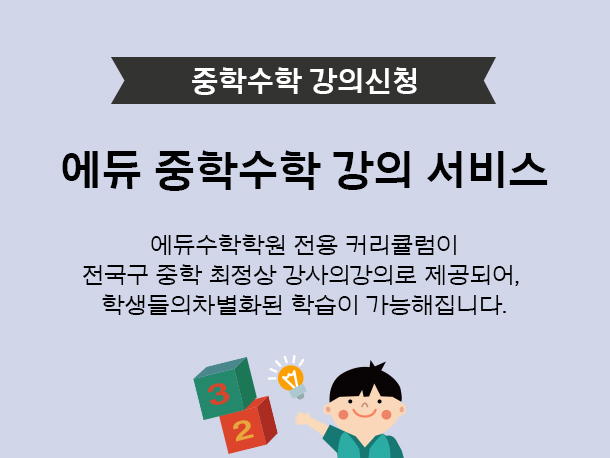 중학수학 강의신청
에듀 중학수학 강의 서비스
에듀수학학원 전용 커리큘럼이
전국구 중학 최정상 강사의강의로 제공되어,
학생들의차별화된 학습이 가능해집니다.
3
2